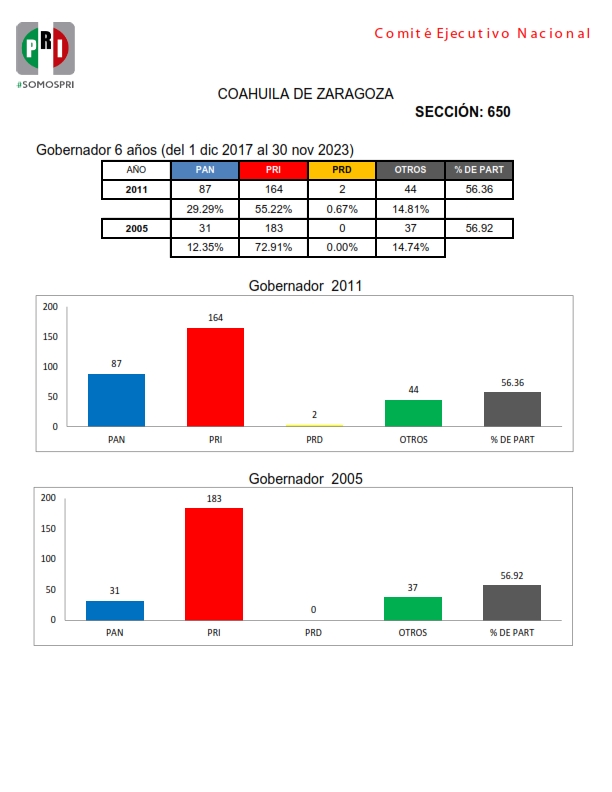 Comité Ejecutivo Nacional
PRI
#SOMOSPRI
COAHUILA DE ZARAGOZA
SECCIÓN: 650
Gobernador 6 años (del 1 dic 2017 al 30 nov 2023)
AÑO PAN PRI PRD OTROS % DE PART
2011 87 164 2 44 56.36
29.29% 55.22% 0.67% 14.81%
2005 31 183 0 37 56.92
12.35% 72.91% 0.00% 14.74%
Gobernador 2011
200
150
100
50
0
87 164 2 44 56.36
PAN PRI PRD OTROS % DE PART
Gobernador 2005
200
150
100
50
0
31 183 0 37 56.92
PAN PRI PRD OTROS % DE PART